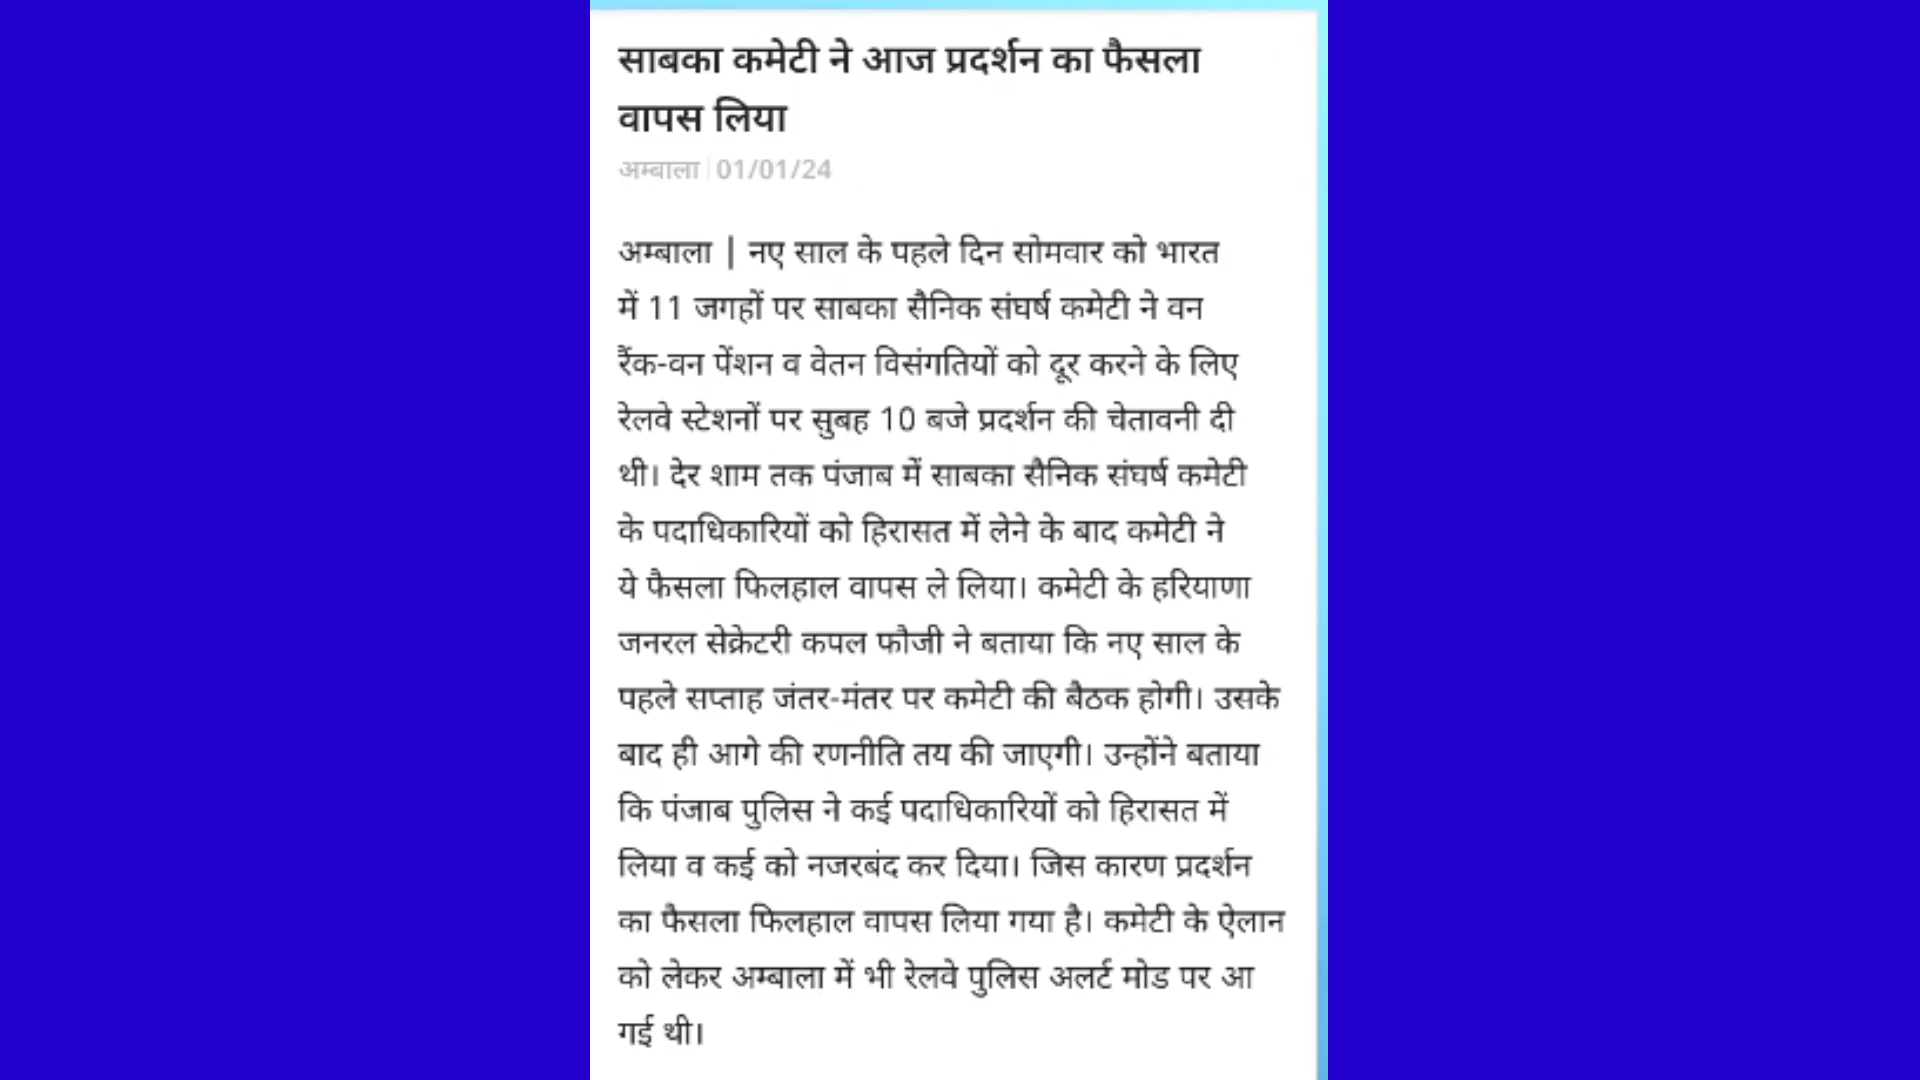 साबका कमेटी ने आज प्रदर्शन का फैसला
वापस लिया
अम्बाला | 01/01/24
अम्बाला | नए साल के पहले दिन सोमवार को भारत
में 11 जगहों पर साबका सैनिक संघर्ष कमेटी ने वन
रैंक-वन पेंशन व वेतन विसंगतियों को दूर करने के लिए
रेलवे स्टेशनों पर सुबह 10 बजे प्रदर्शन की चेतावनी दी
थी। देर शाम तक पंजाब में साबका सैनिक संघर्ष कमेटी
के पदाधिकारियों को हिरासत में लेने के बाद कमेटी ने
ये फैसला फिलहाल वापस ले लिया। कमेटी के हरियाणा
जनरल सेक्रेटरी कपल फौजी ने बताया कि नए साल के
पहले सप्ताह जंतर-मंतर पर कमेटी की बैठक होगी। उसके
बाद ही आगे की रणनीति तय की जाएगी। उन्होंने बताया
कि पंजाब पुलिस ने कई पदाधिकारियों को हिरासत में
लिया व कई को नजरबंद कर दिया। जिस कारण प्रदर्शन
का फैसला फिलहाल वापस लिया गया है। कमेटी के ऐलान
को लेकर अम्बाला में भी रेलवे पुलिस अलर्ट मोड पर आ
गई थी।